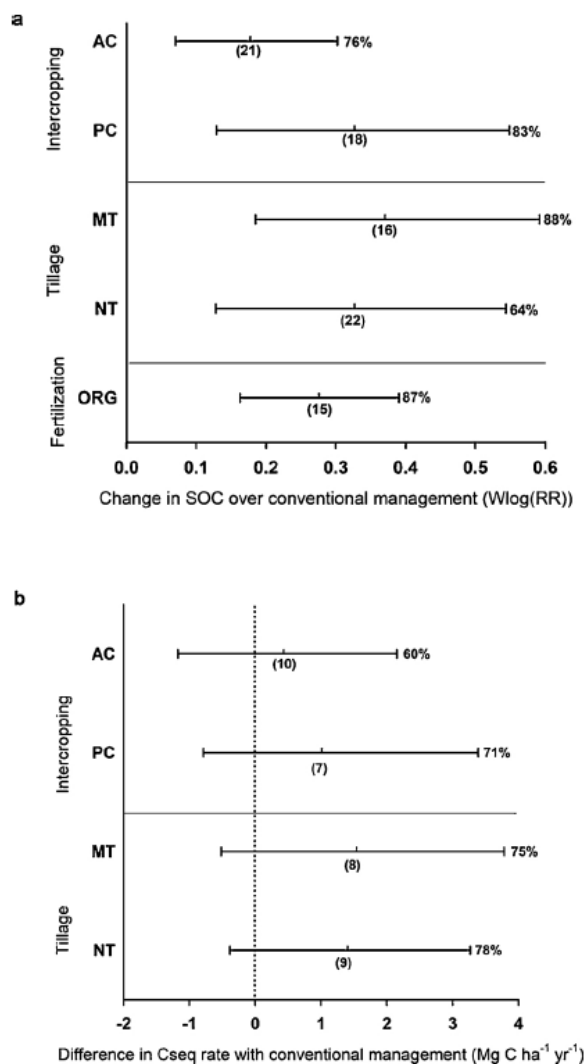 a
Intercropping
AC
(21)
76%
PC
(18)
83%
Tillage
MT
(16)
88%
NT
(22)
64%
Fertilization
ORG
(15)
87%
0.0 0.1 0.2 0.3 0.4 0.5 0.6
Change in SOC over conventional management (Wlog(RR))
b
Intercropping
AC
(10)
60%
PC
(7)
71%
Tillage
MT
(8)
75%
NT
(9)
78%
-2 -1 0 1 2 3 4
Difference in Cseq rate with conventional management (Mg C ha⁻¹ yr⁻¹)